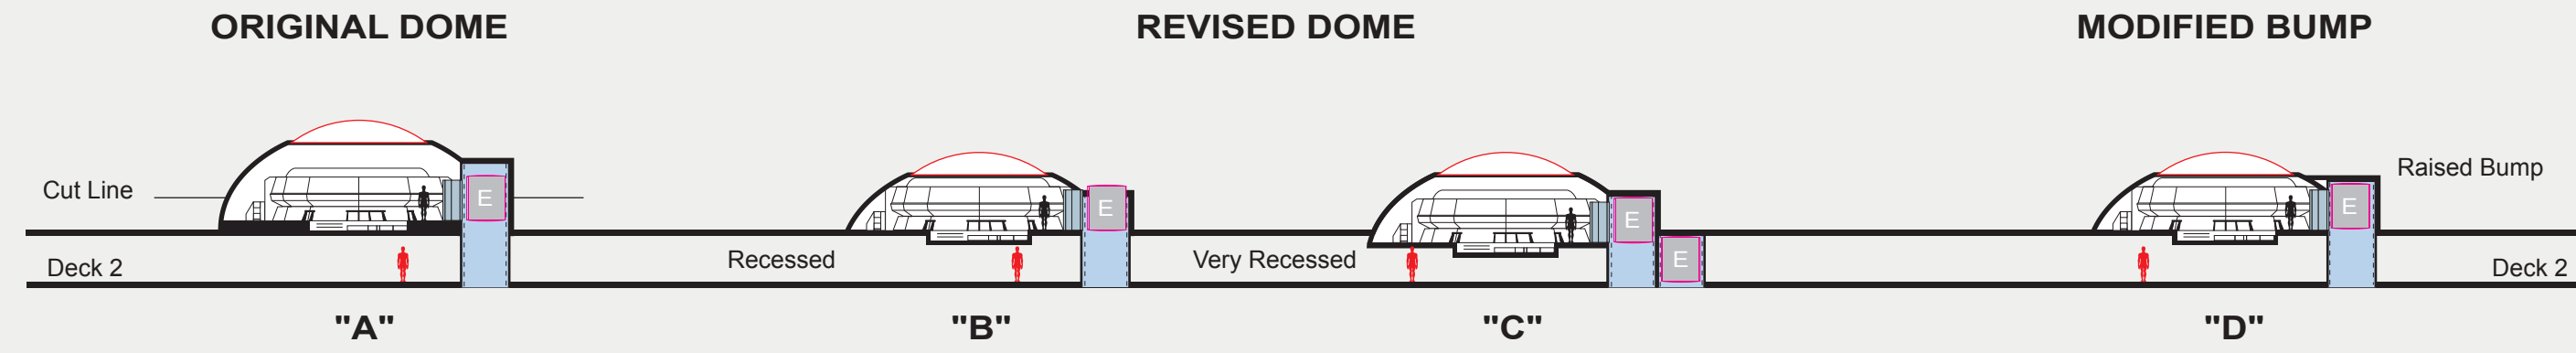 ORIGINAL DOME
REVISED DOME
MODIFIED BUMP
Cut Line
E
E
E
E
E
Raised Bump
Deck 2
Recessed
Very Recessed
Deck 2
"A"
"B"
"C"
"D"